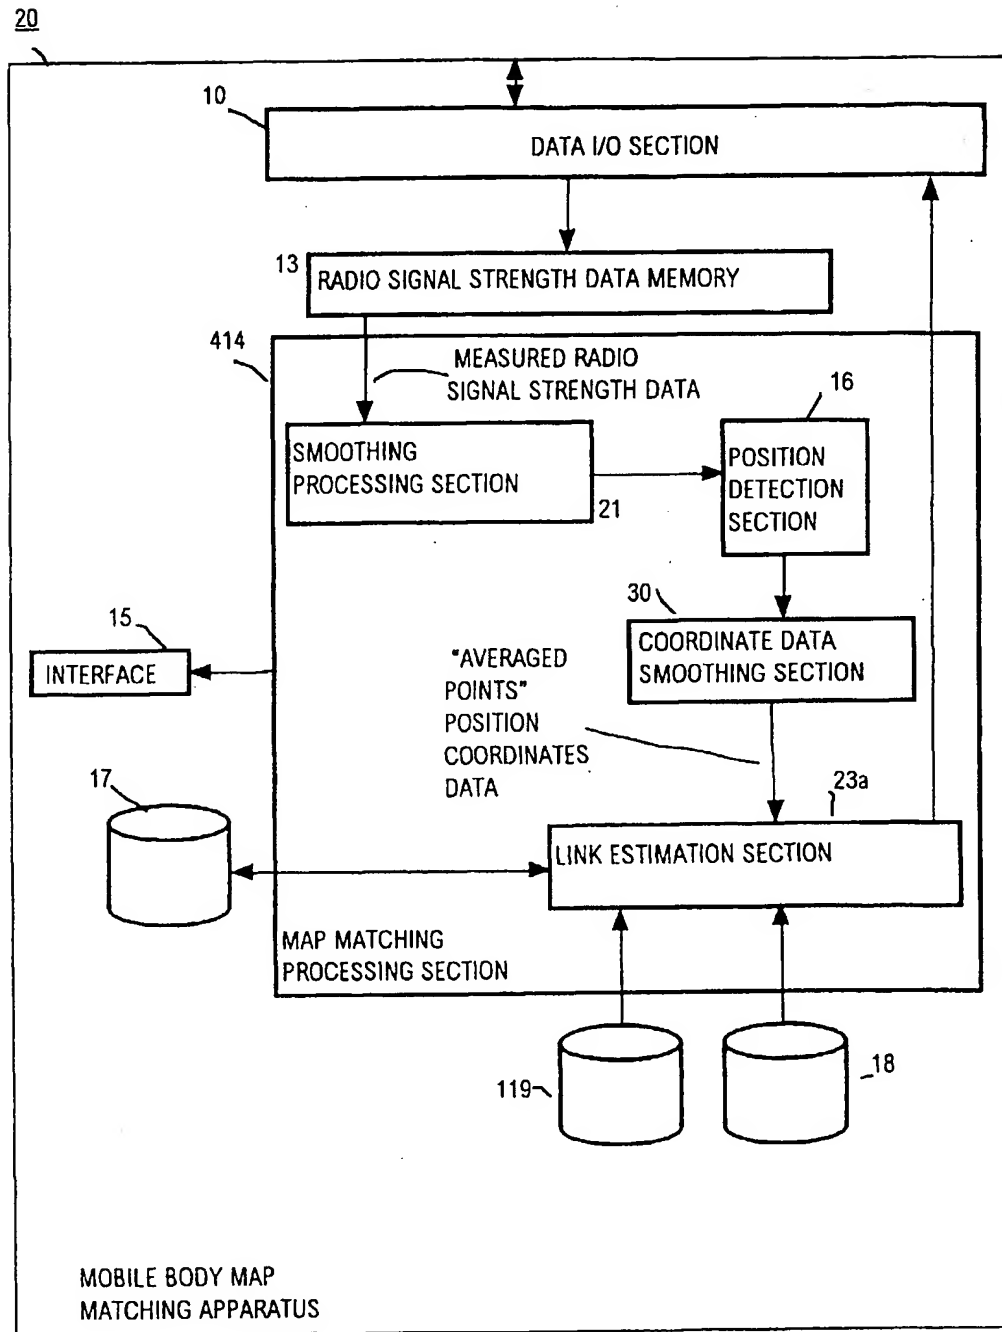 20
10
DATA I/O SECTION
13
RADIO SIGNAL STRENGTH DATA MEMORY
414
MEASURED RADIO
SIGNAL STRENGTH DATA
16
SMOOTHING
PROCESSING SECTION
21
POSITION
DETECTION
SECTION
30
COORDINATE DATA
SMOOTHING SECTION
15
INTERFACE
"AVERAGED
POINTS"
POSITION
COORDINATES
DATA
17
23a
LINK ESTIMATION SECTION
MAP MATCHING
PROCESSING SECTION
119
18
MOBILE BODY MAP
MATCHING APPARATUS